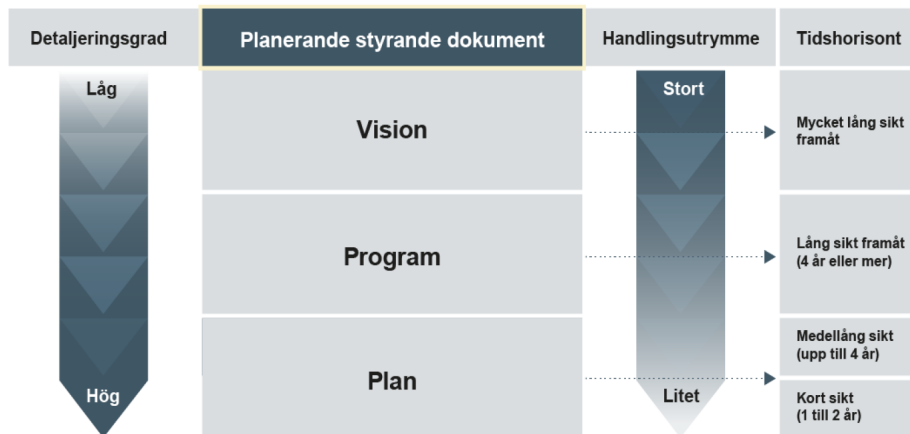 Detaljeringsgrad
Planerande styrande dokument
Handlingsutrymme
Tidshorisont
Låg
Vision
Stort
Mycket lång sikt
framåt
Program
Lång sikt framåt
(4 år eller mer)
Plan
Medellång sikt
(upp till 4 år)
Hög
Litet
Kort sikt
(1 till 2 år)